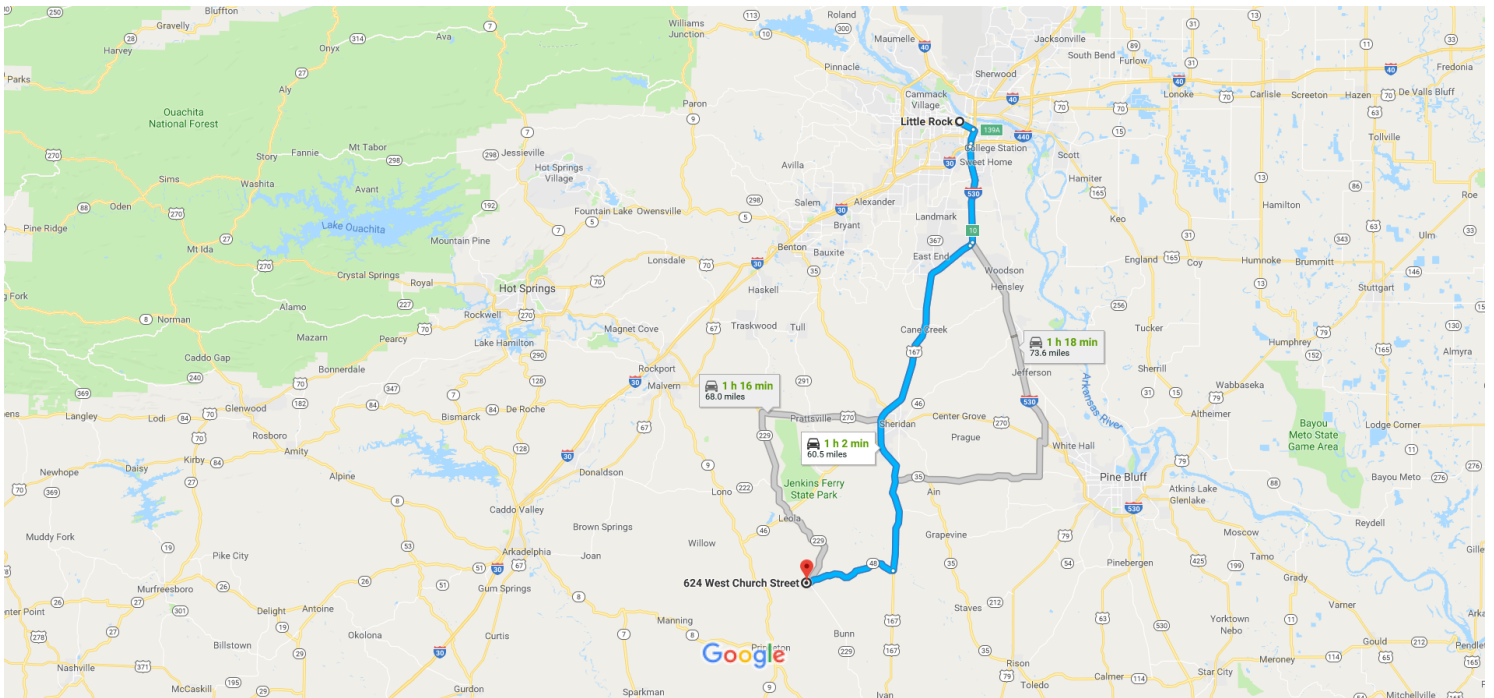 Bluffton
Gravelly
Harvey
Parks
Onyx
Ava
Aly
Ouachita
National Forest
Fannie
Mt Tabor
Story
Sims
Washita
Avant
Oden
Pine Ridge
Lake Ouachita
Mt Ida
Mountain Pine
Crystal Springs
Royal
Norman
Alamo
Mazarn
Pearcy
Caddo Gap
Bonnerdale
Langley
Lodi
Glenwood
Rosboro
Amity
Newhope
Daisy
Kirby
Alpine
Muddy Fork
Pike City
Murfreesboro
Delight
Antoine
Billstown
Okolona
Nashville
McCaskill
Williams
Junction
Paron
Jessieville
Hot Springs
Village
Fountain Lake
Owensville
Lonsdale
Hot Springs
Rockwell
Lake Hamilton
Magnet Cove
Rockport
Malvern
De Roche
Bismarck
Donaldson
Caddo Valley
Brown Springs
Arkadelphia
Joan
Gum Springs
Curtis
Gurdon
Sparkman
Manning
Princeton
Willow
Lono
Leola
Roland
Maumelle
Pinnacle
Cammack
Village
Little Rock
Sherwood
Jacksonville
South Bend
Furlow
Lonoke
Carlisle
Screeton
Hazen
De Valls Bluff
Fredonia
Tollville
139A
College Station
Sweet Home
Scott
Hamiter
Avilla
Salem
Alexander
Bryant
Benton
Bauxite
Landmark
East End
Woodson
Hensley
Haskell
Traskwood
Tull
Cane Creek
Keo
England
Coy
Hamilton
Humnoke
Brummitt
Ulm
Roe
Stuttgart
Tucker
Humphrey
Almyra
Sherrill
Wabbaseka
Altheimer
Lodge Corner
Bayou
Meto State
Game Area
Bayou Meto
1 h 18 min
73.6 miles
Jefferson
Arkansas River
1 h 16 min
68.0 miles
Prattsville
Sheridan
Center Grove
Prague
1 h 2 min
60.5 miles
White Hall
Pine Bluff
Jenkins Ferry
State Park
Ain
Atkins Lake
Glenlake
Reydell
Moscow
Tamo
Grady
Grapevine
Pinebergen
624 West Church Street
Staves
Bunn
Ivan
Rison
Toledo
Calmer
Yorktown
Nebo
Varner
Gould
Meroney
Star City
Mitchellville
Google